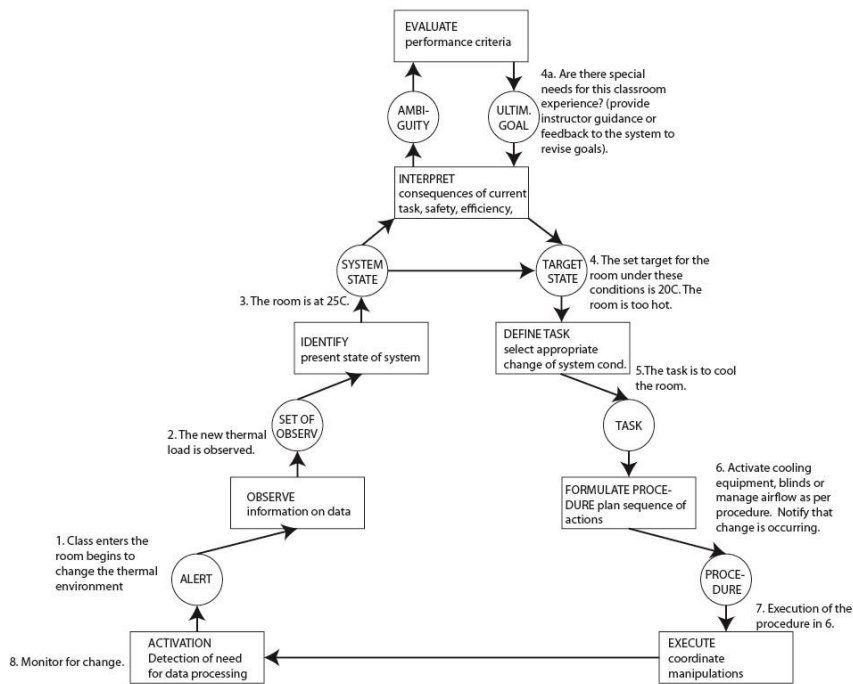 EVALUATE
performance criteria
AMBI-
GUITY
ULTIM.
GOAL
4a. Are there special
needs for this classroom
experience? (provide
instructor guidance or
feedback to the system to
revise goals).
INTERPRET
consequences of current
task, safety, efficiency,
SYSTEM
STATE
TARGET
STATE
4. The set target for the
room under these
conditions is 20C. The
room is too hot.
3. The room is at 25C.
IDENTIFY
present state of system
DEFINE TASK
select appropriate
change of system cond.
5.The task is to cool
the room.
SET OF
OBSERV
2. The new thermal
load is observed.
TASK
OBSERVE
information on data
FORMULATE PROCE-
DURE plan sequence of
actions
6. Activate cooling
equipment, blinds or
manage airflow as per
procedure. Notify that
change is occurring.
1. Class enters the
room begins to
change the thermal
environment
ALERT
PROCE-
DURE
7. Execution of the
procedure in 6.
8. Monitor for change.
ACTIVATION
Detection of need
for data processing
EXECUTE
coordinate
manipulations